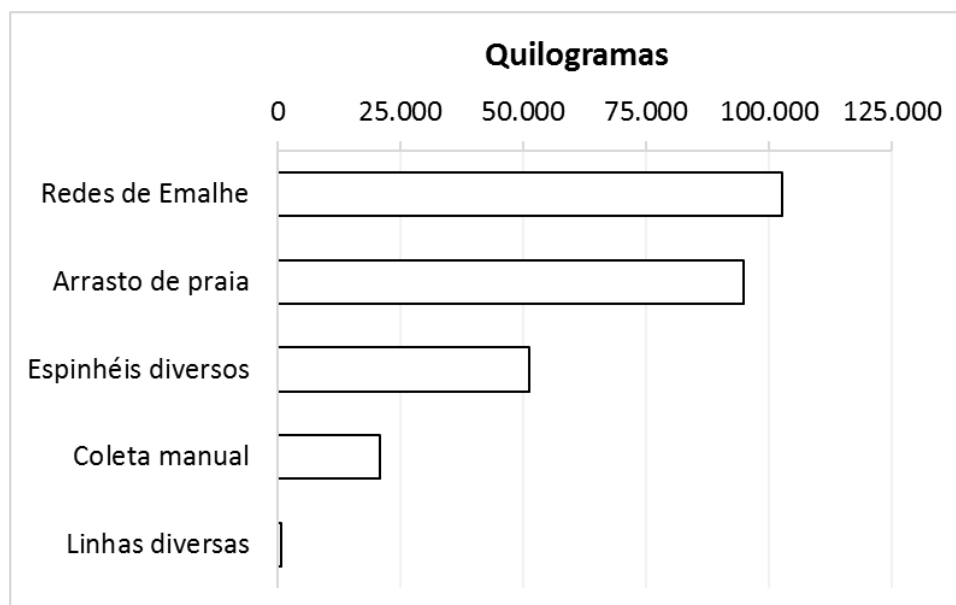 Quilogramas
0 25.000 50.000 75.000 100.000 125.000
Redes de Emalhe
Arrasto de praia
Espinhéis diversos
Coleta manual
Linhas diversas